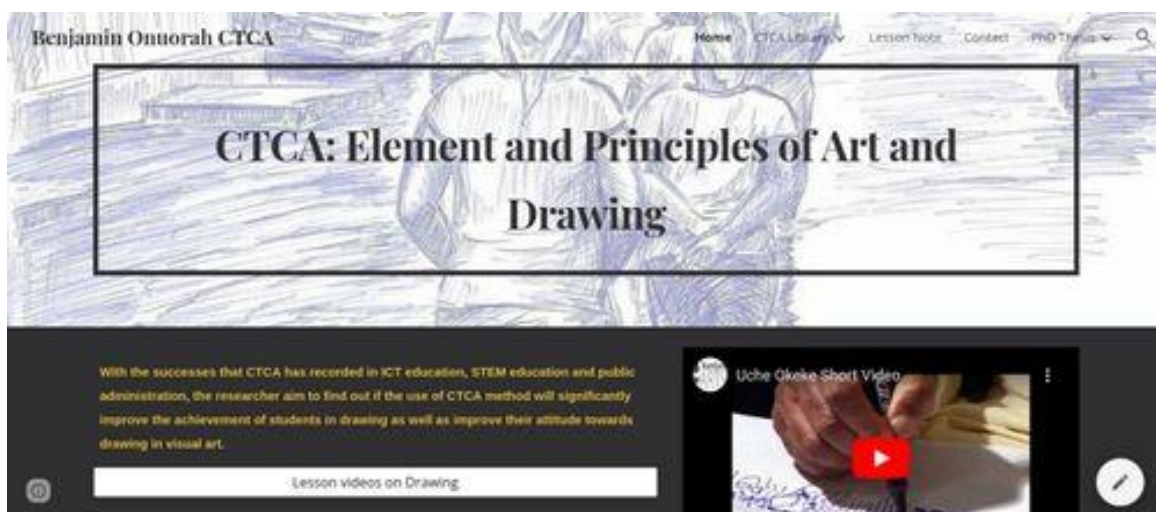 Benjamin Onuorah CTCA
Home CTCA Library Lesson Note Contact PhD Thesis
CTCA: Element and Principles of Art and
Drawing
With the successes that CTCA has recorded in ICT education, STEM education and public
administration, the researcher aim to find out if the use of CTCA method will significantly
improve the achievement of students in drawing as well as improve their attitude towards
drawing in visual art.
Uche Okeke Short Video
Lesson videos on Drawing